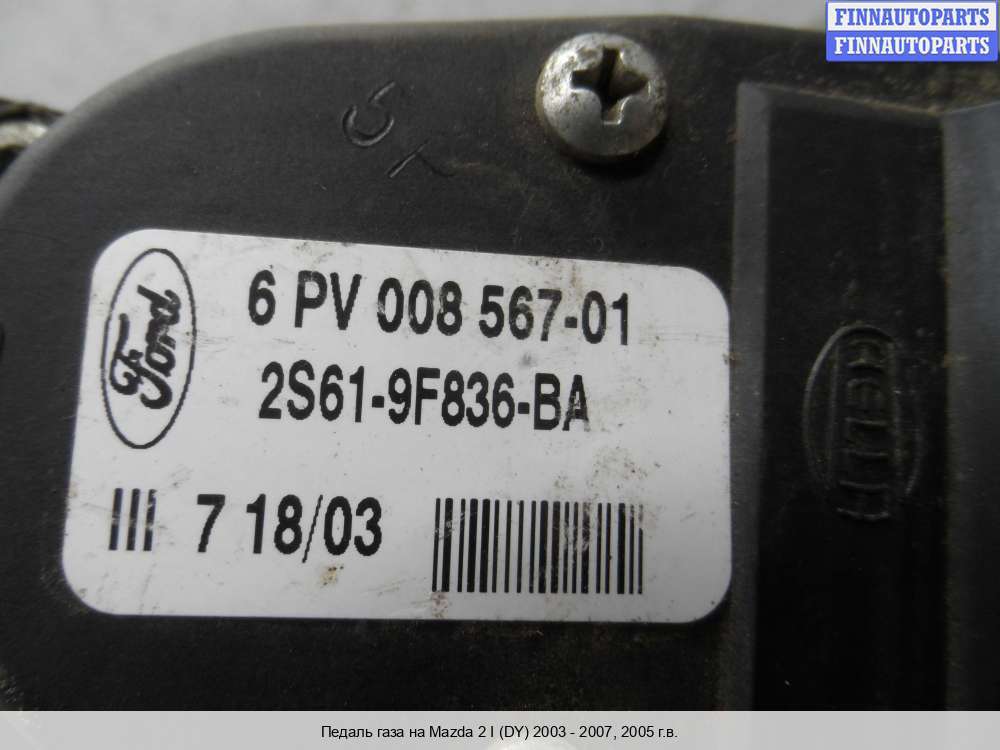 FINNAUTOPARTS
FINNAUTOPARTS
Ford
6 PV 008 567-01
2S61-9F836-BA
III 7 18/03
HELLA
Педаль газа на Mazda 2 I (DY) 2003 - 2007, 2005 г.в.